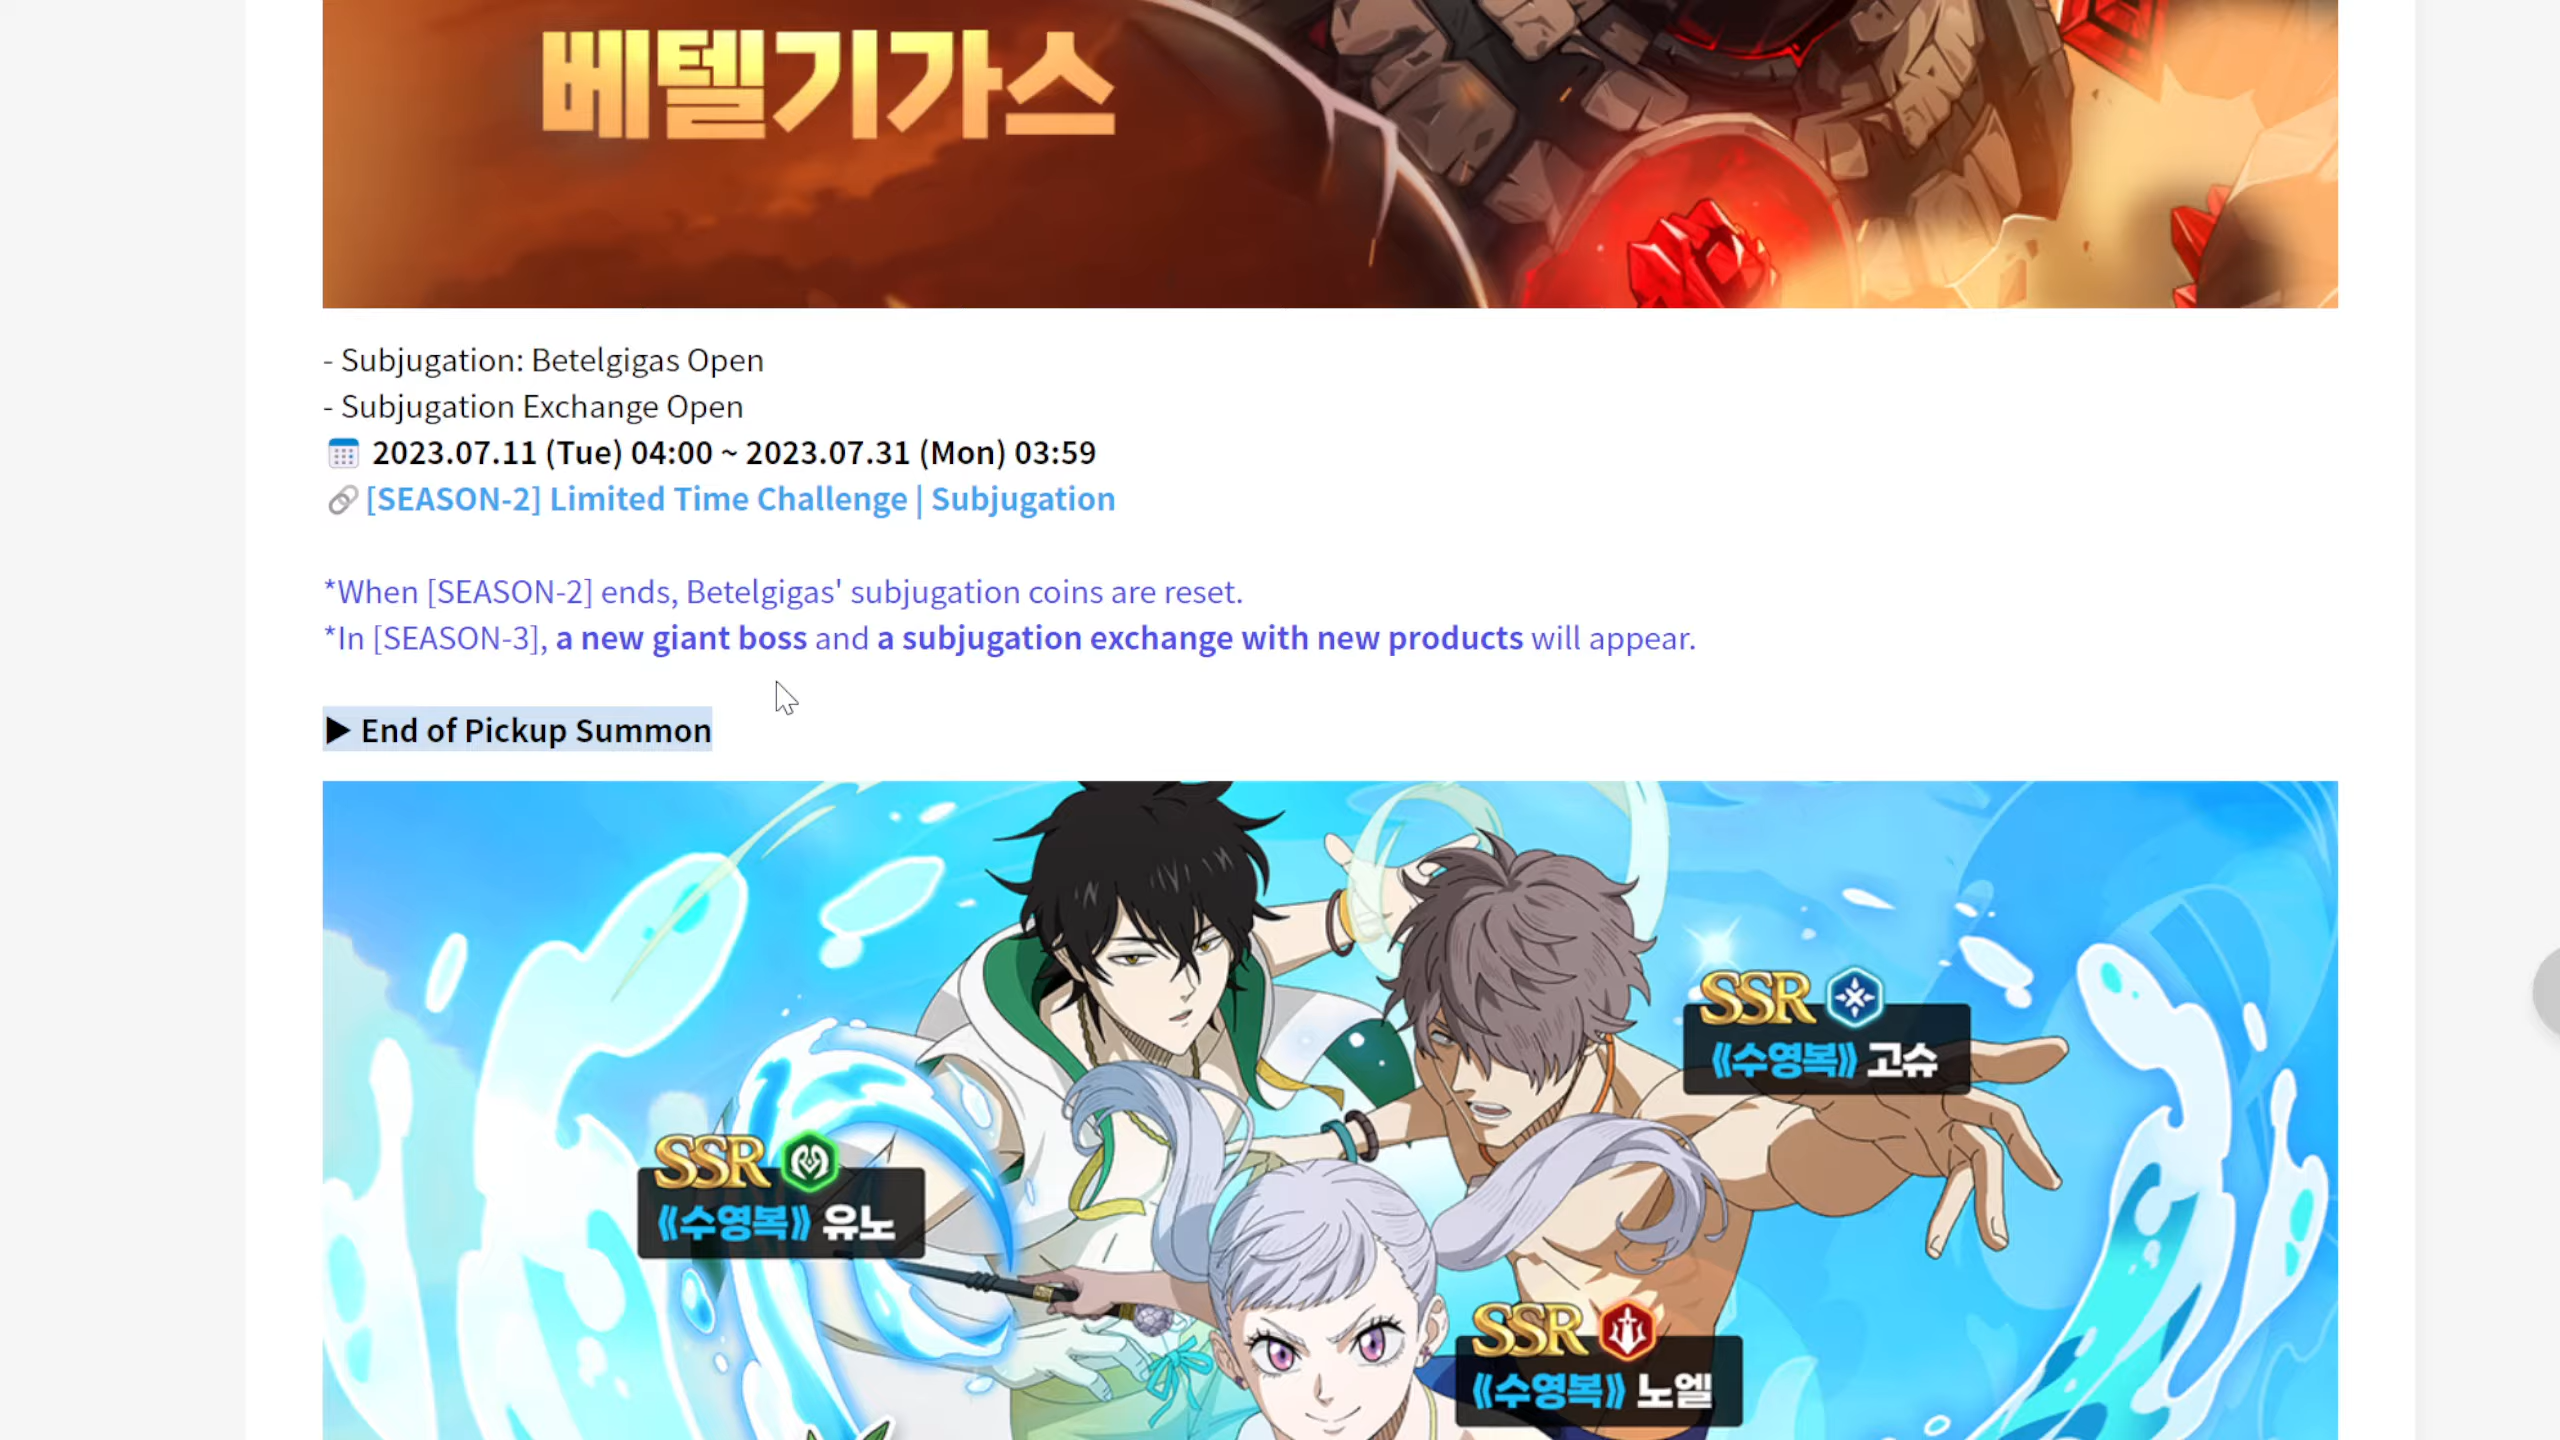 베텔기가스
- Subjugation: Betelgigas Open
- Subjugation Exchange Open
2023.07.11 (Tue) 04:00 ~ 2023.07.31 (Mon) 03:59
[SEASON-2] Limited Time Challenge | Subjugation
*When [SEASON-2] ends, Betelgigas' subjugation coins are reset.
*In [SEASON-3], a new giant boss and a subjugation exchange with new products will appear.
▶ End of Pickup Summon
SSR
《수영복》 고슈
SSR
《수영복》 유노
SSR
《수영복》 노엘